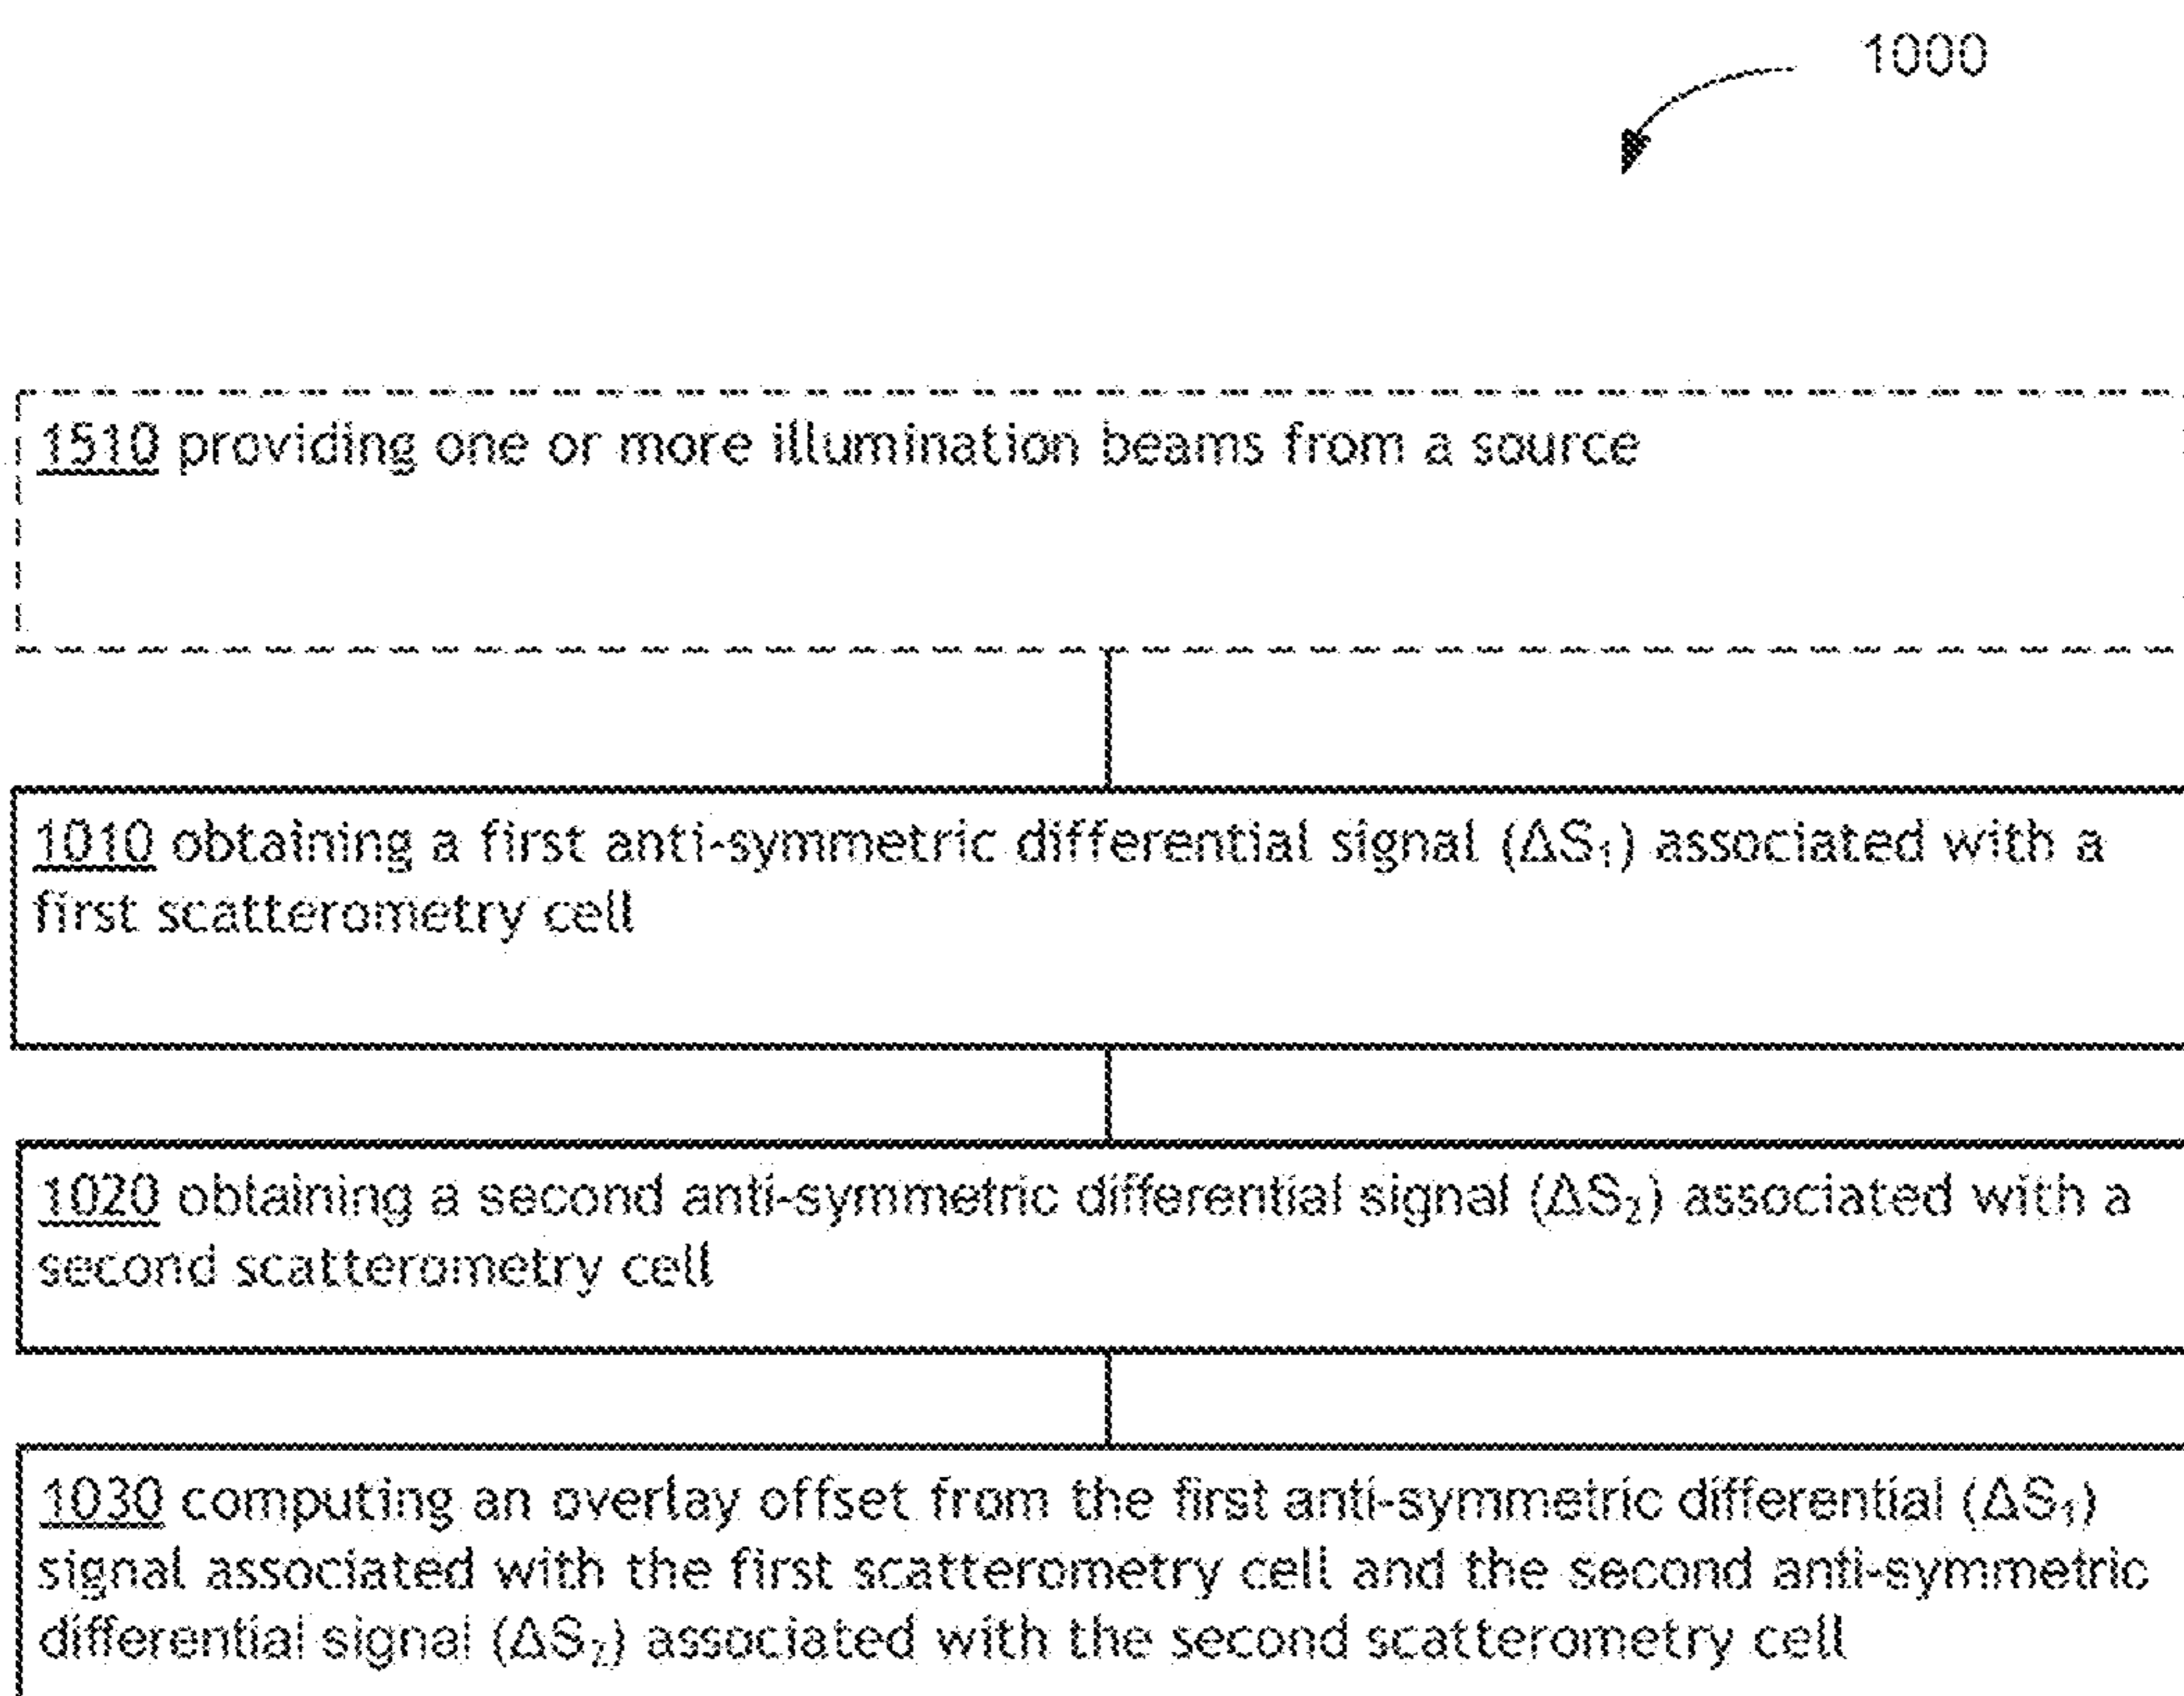 1000
1510 providing one or more illumination beams from a source
1010 obtaining a first anti-symmetric differential signal (ΔS₁) associated with a
first scatterometry cell
1020 obtaining a second anti-symmetric differential signal (ΔS₂) associated with a
second scatterometry cell
1030 computing an overlay offset from the first anti-symmetric differential (ΔS₁)
signal associated with the first scatterometry cell and the second anti-symmetric
differential signal (ΔS₂) associated with the second scatterometry cell